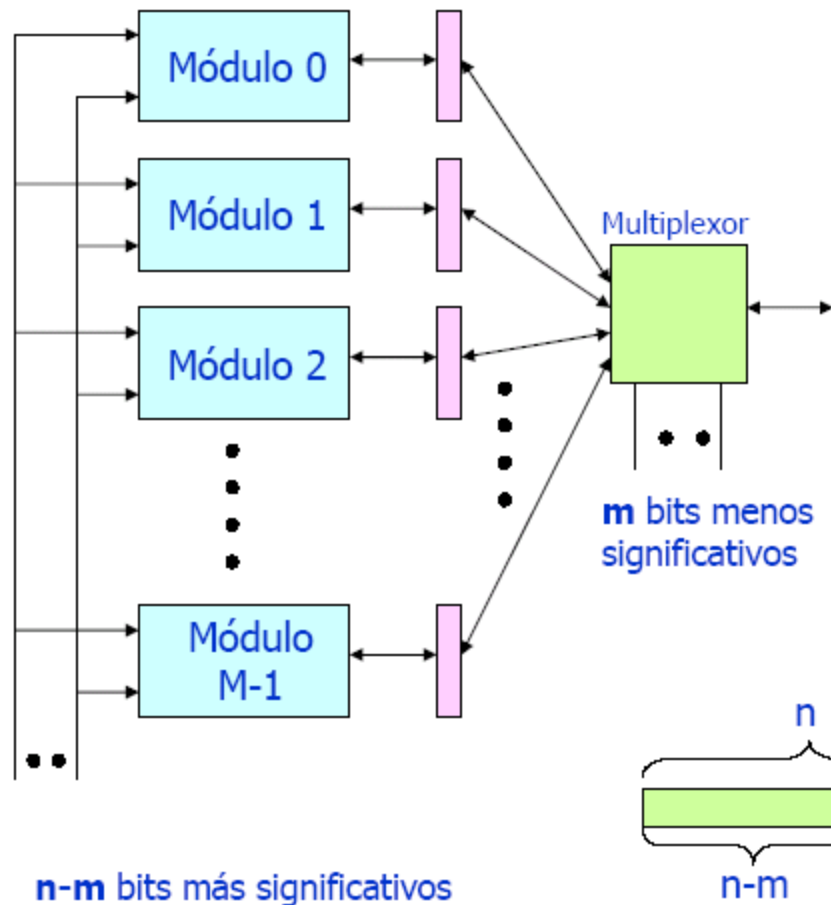 Módulo 0
Módulo 1
Multiplexor
Módulo 2
m bits menos
significativos
Módulo
M-1
n
n-m
n-m bits más significativos